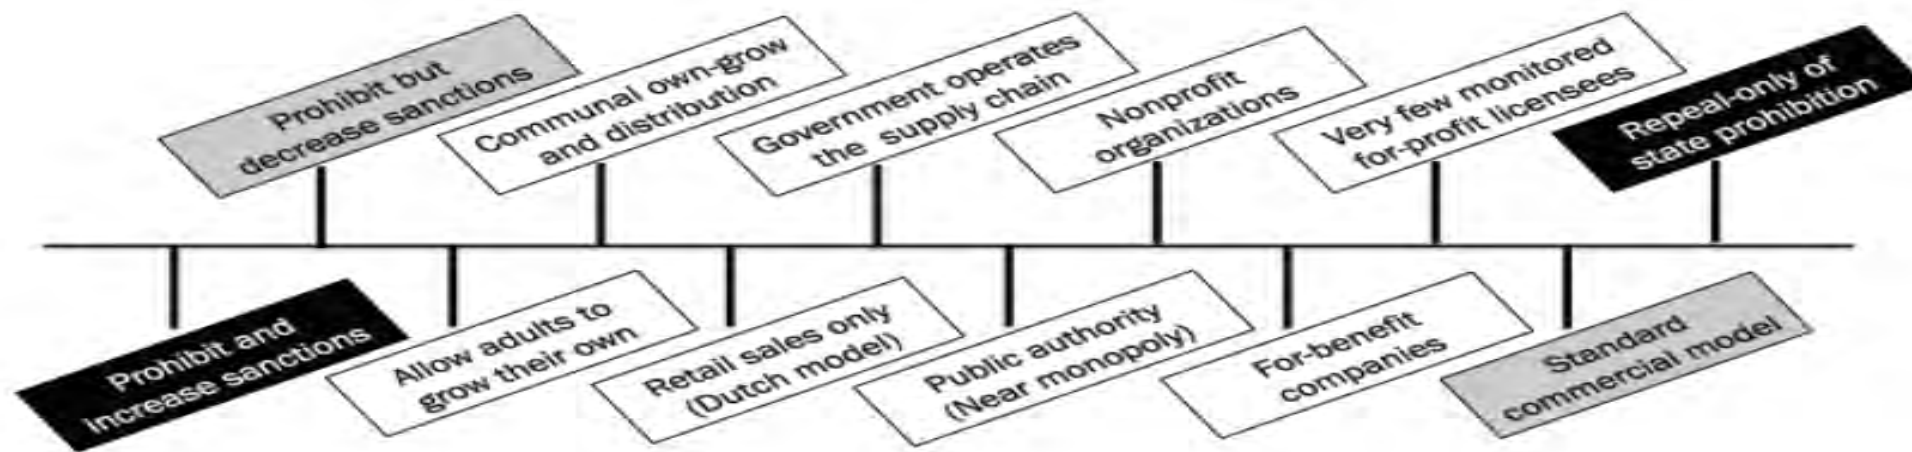 Prohibit but
decrease sanctions
Communal own-grow
and distribution
Government operates
the supply chain
Nonprofit
organizations
Very few monitored
for-profit licensees
Repeal-only of
state prohibition
Prohibit and
increase sanctions
Allow adults to
grow their own
Retail sales only
(Dutch model)
Public authority
(Near monopoly)
For-benefit
companies
Standard
commercial model